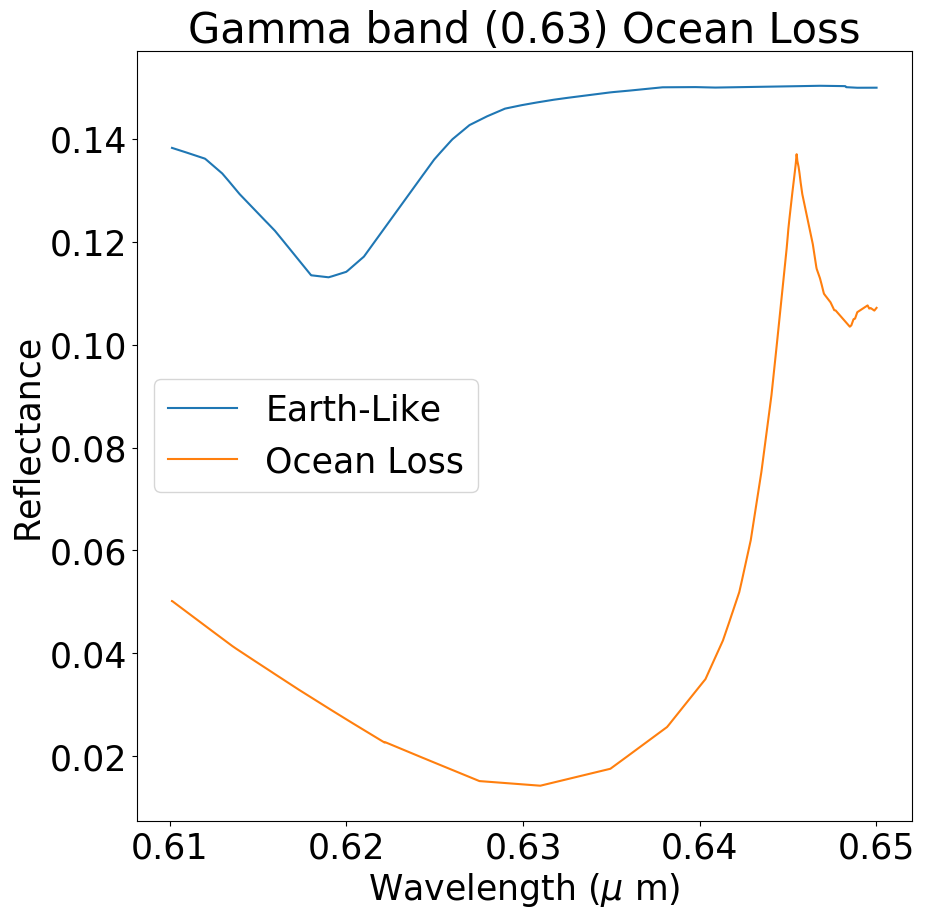 Gamma band (0.63) Ocean Loss
Reflectance
0.14
0.12
0.10
0.08
0.06
0.04
0.02
Earth-Like
Ocean Loss
0.61 0.62 0.63 0.64 0.65
Wavelength (μ m)